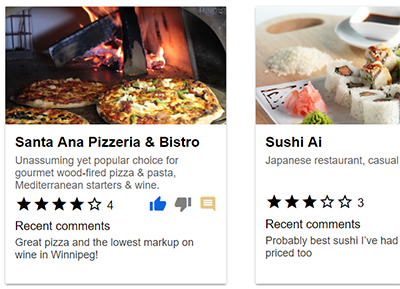 Santa Ana Pizzeria & Bistro
Unassuming yet popular choice for
gourmet wood-fired pizza & pasta,
Mediterranean starters & wine.
4
Recent comments
Great pizza and the lowest markup on
wine in Winnipeg!
Sushi Ai
Japanese restaurant, casual
3
Recent comments
Probably best sushi I've had
priced too